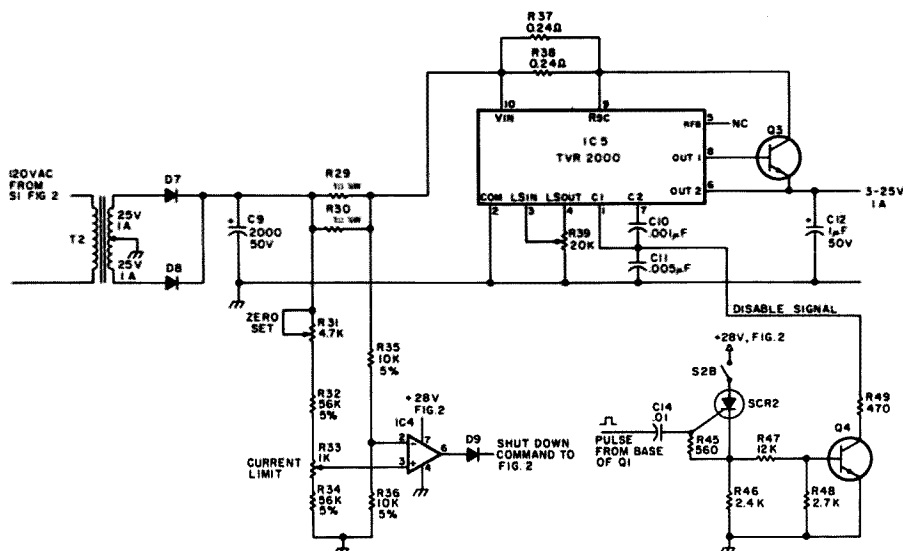 R37
0.24Ω
R38
0.24Ω
10
VIN
9
RSC
IC5
TVR 2000
RFB
5
NC
OUT 1
8
Q3
OUT 2
6
COM
LSIN
LSOUT
C1
C2
2
3
4
1
7
3-25V
1A
120VAC
FROM
S1 FIG 2
D7
25V
1A
T2
25V
1A
D8
+
C9
2000
50V
R29
R30
R39
20K
C10
.001µF
C11
.005µF
+
C12
1µF
50V
DISABLE SIGNAL
ZERO
SET
R31
4.7K
R35
10K
5%
R32
56K
5%
+28V
FIG.2
IC4
2
7
6
3
4
-
+
D9
SHUT DOWN
COMMAND TO
FIG.2
R33
1K
CURRENT
LIMIT
R34
56K
5%
R36
10K
5%
+28V, FIG. 2
S2B
SCR2
C14
.01
PULSE
FROM BASE
OF Q1
R45
560
R47
12K
R49
470
Q4
R46
2.4K
R48
2.7K